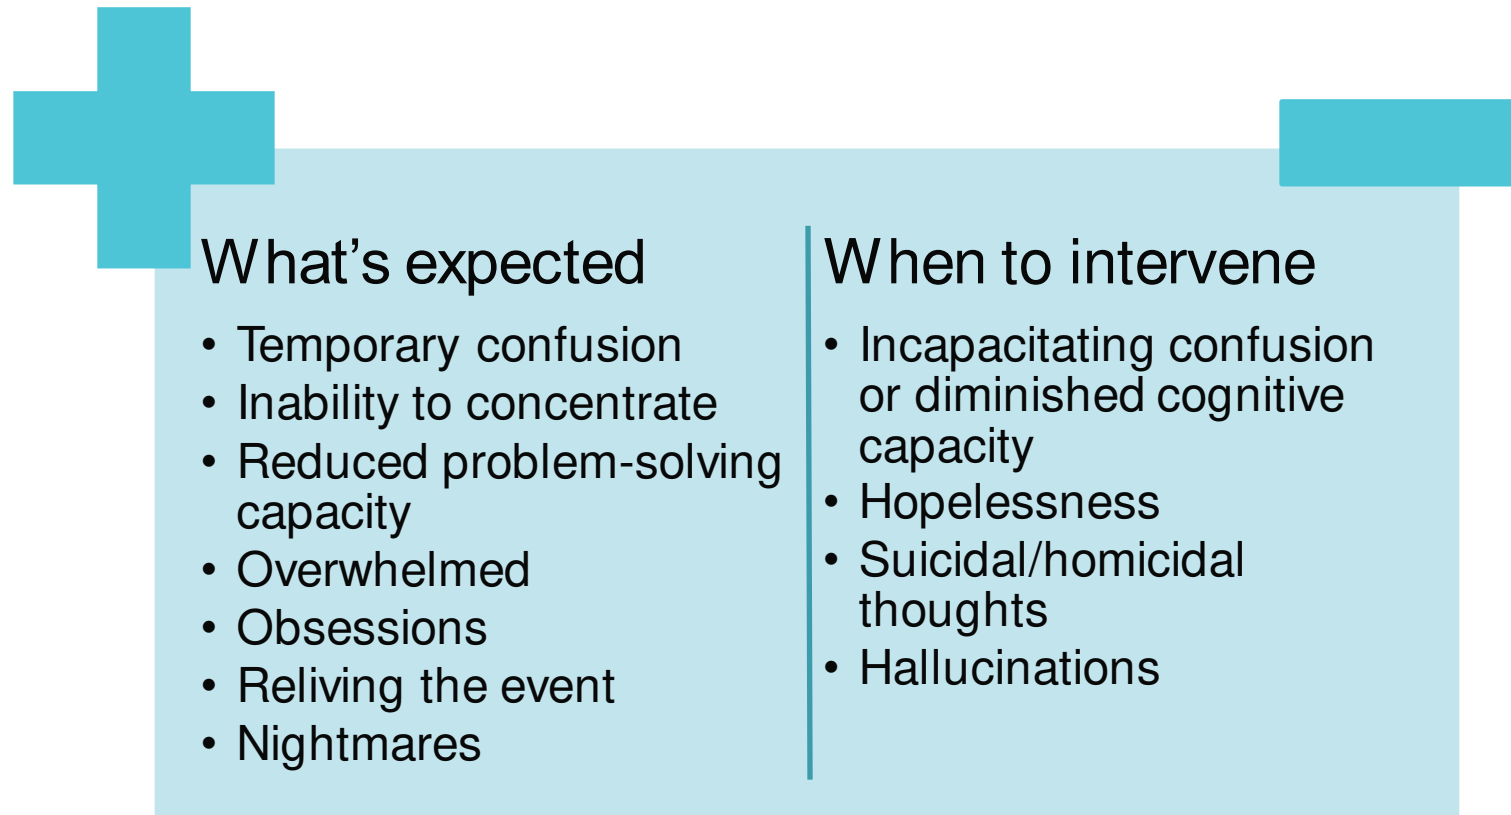 What’s expected
• Temporary confusion
• Inability to concentrate
• Reduced problem-solving
capacity
• Overwhelmed
• Obsessions
• Reliving the event
• Nightmares
When to intervene
• Incapacitating confusion
or diminished cognitive
capacity
• Hopelessness
• Suicidal/homicidal
thoughts
• Hallucinations